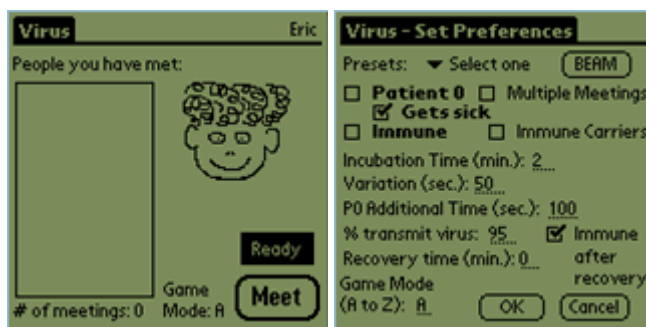 Virus
Eric
People you have met:
Ready
# of meetings: 0
Game
Mode: A
Meet
Virus - Set Preferences
Presets: Select one
BEAM
Patient 0
Multiple Meetings
Gets sick
Immune
Immune Carriers
Incubation Time (min.): 2
Variation (sec.): 50
P0 Additional Time (sec.): 100
% transmit virus: 95
Immune
after
recovery
Recovery time (min.): 0
Game Mode
(A to Z): A
OK
Cancel